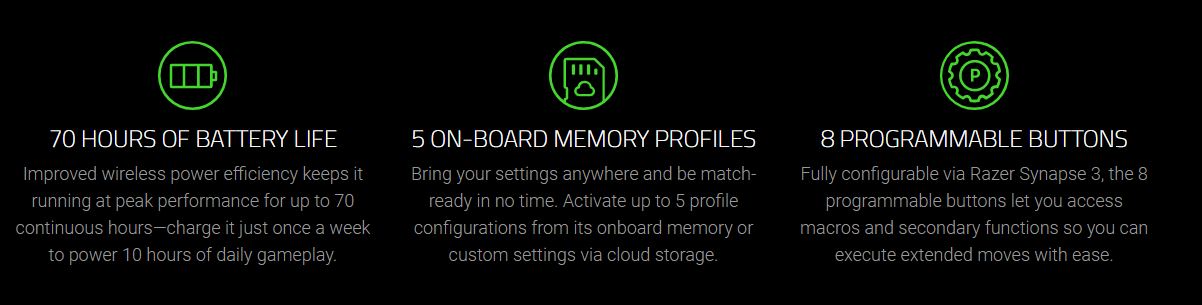 70 HOURS OF BATTERY LIFE
Improved wireless power efficiency keeps it
running at peak performance for up to 70
continuous hours—charge it just once a week
to power 10 hours of daily gameplay.
5 ON-BOARD MEMORY PROFILES
Bring your settings anywhere and be match-
ready in no time. Activate up to 5 profile
configurations from its onboard memory or
custom settings via cloud storage.
P
8 PROGRAMMABLE BUTTONS
Fully configurable via Razer Synapse 3, the 8
programmable buttons let you access
macros and secondary functions so you can
execute extended moves with ease.